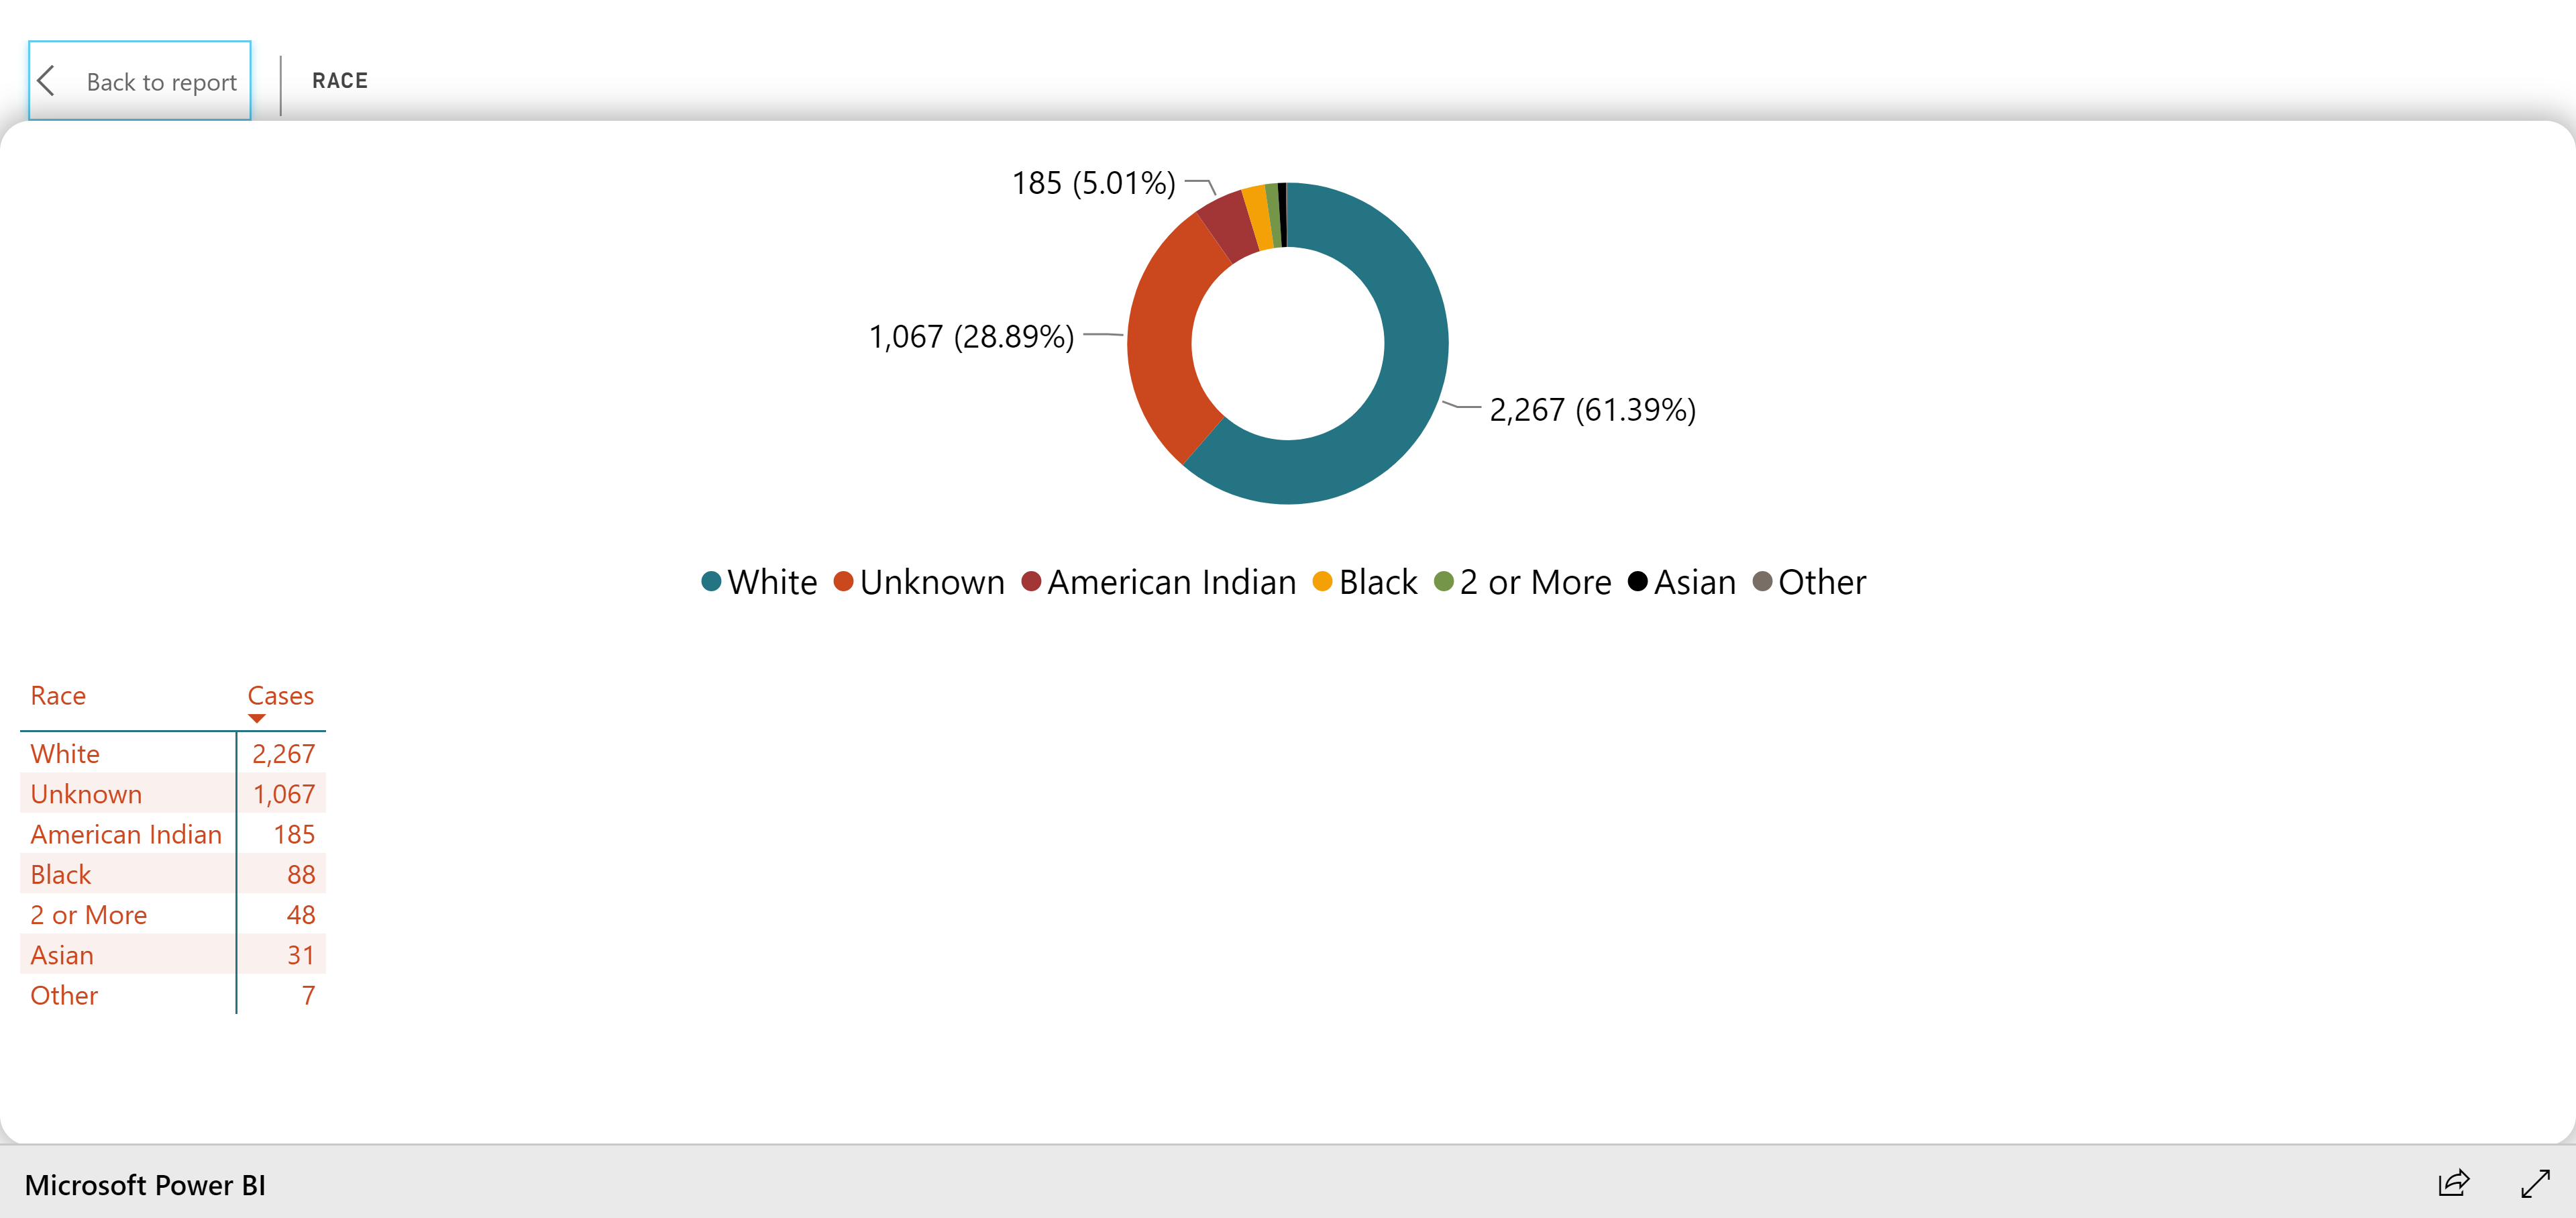 Back to report
RACE
185 (5.01%)
1,067 (28.89%)
2,267 (61.39%)
White Unknown American Indian Black 2 or More Asian Other
Race Cases
White 2,267
Unknown 1,067
American Indian 185
Black 88
2 or More 48
Asian 31
Other 7
Microsoft Power BI